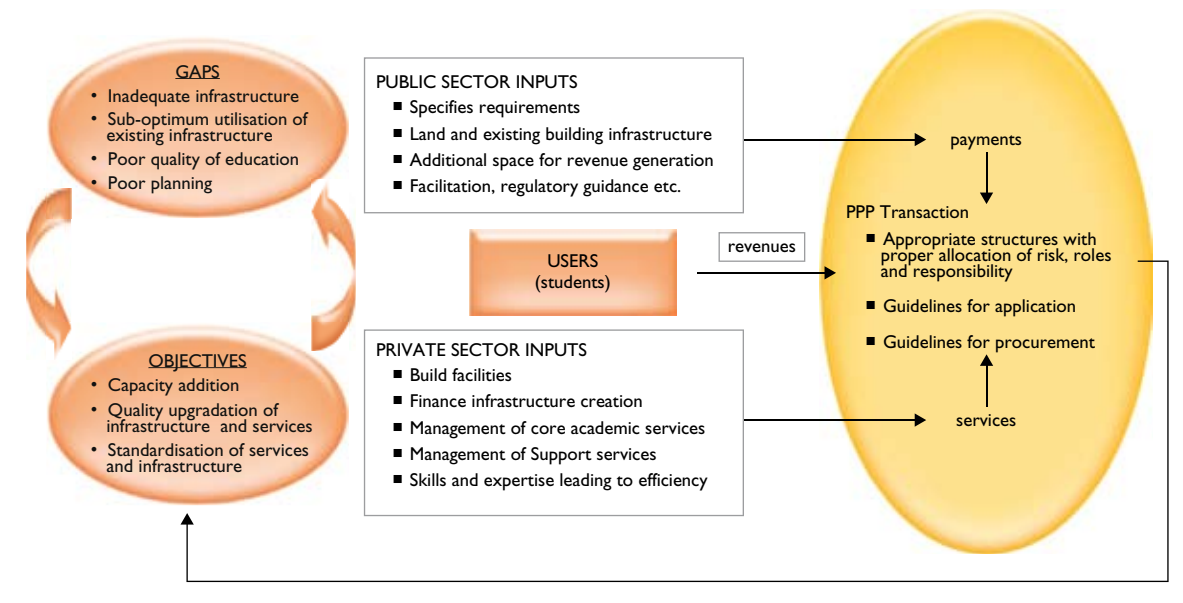 GAPS
• Inadequate infrastructure
• Sub-optimum utilisation of
existing infrastructure
• Poor quality of education
• Poor planning
OBJECTIVES
• Capacity addition
• Quality upgradation of
infrastructure and services
• Standardisation of services
and infrastructure
PUBLIC SECTOR INPUTS
■ Specifies requirements
■ Land and existing building infrastructure
■ Additional space for revenue generation
■ Facilitation, regulatory guidance etc.
USERS
(students)
revenues
PRIVATE SECTOR INPUTS
■ Build facilities
■ Finance infrastructure creation
■ Management of core academic services
■ Management of Support services
■ Skills and expertise leading to efficiency
payments
PPP Transaction
■ Appropriate structures with
proper allocation of risk, roles
and responsibility
■ Guidelines for application
■ Guidelines for procurement
services